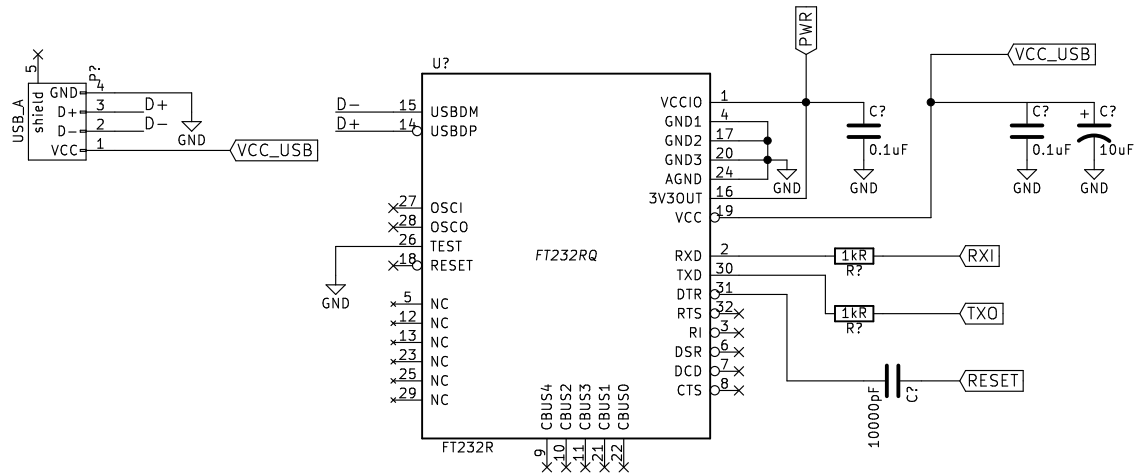 USB_A
shield
5
P?
GND 4
D+ 3 D+
D- 2 D-
VCC 1
GND
VCC_USB
U?
D- 15 USBDM
D+ 14 USBDP
27 OSCI
28 OSCO
26 TEST
18 RESET
GND
5 NC
12 NC
13 NC
23 NC
25 NC
29 NC
FT232RQ
FT232R
CBUS4 9
CBUS2 10
CBUS3 11
CBUS1 21
CBUS0 22
VCCIO 1
GND1 4
GND2 17
GND3 20
AGND 24
3V3OUT 16
VCC 19
RXD 2
TXD 30
DTR 31
RTS 32
RI 3
DSR 6
DCD 7
CTS 8
PWR
GND
C?
0.1uF
GND
VCC_USB
C?
0.1uF
GND
+ C?
10uF
GND
1kR
R?
RXI
1kR
R?
TXO
10000pF
C?
RESET